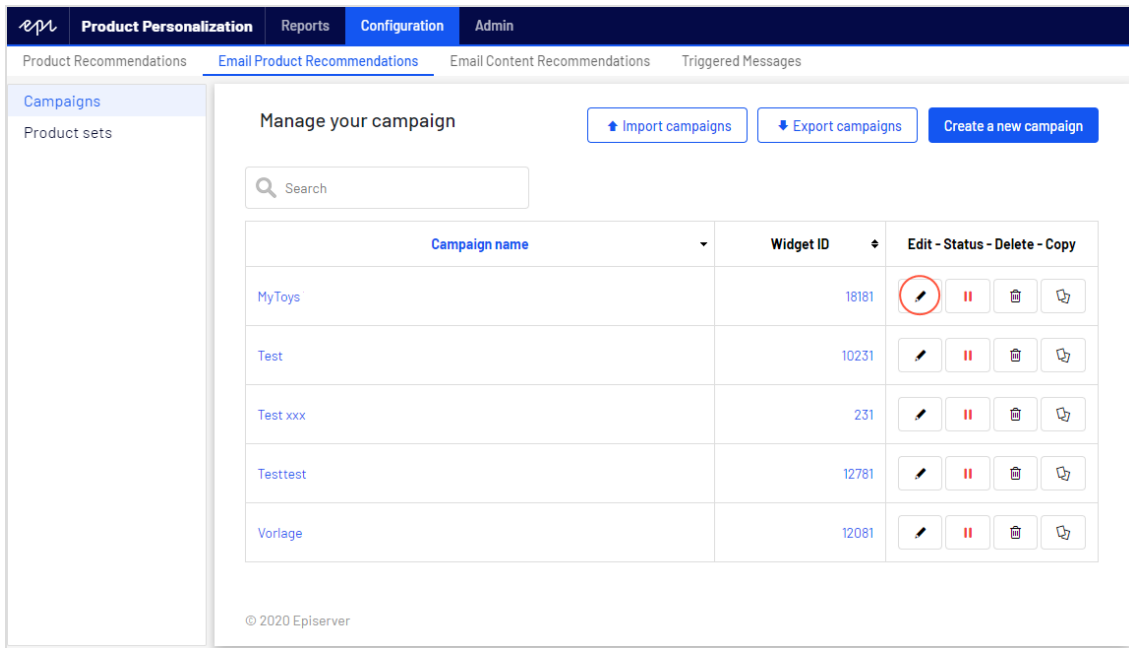 epi Product Personalization Reports Configuration Admin
Product Recommendations Email Product Recommendations Email Content Recommendations Triggered Messages
Campaigns
Product sets
Manage your campaign
Import campaigns
Export campaigns
Create a new campaign
Search
Campaign name Widget ID Edit - Status - Delete - Copy
MyToys 18181
Test 10231
Test xxx 231
Testtest 12781
Vorlage 12081
© 2020 Episerver